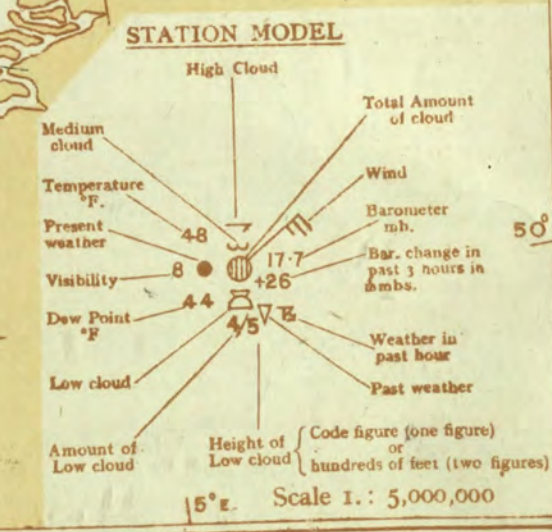 STATION MODEL
High Cloud
Total Amount
of cloud
Medium
cloud
Wind
Temperature
°F.
48
Barometer
mb.
50°
Present
weather
17.7
Bar. change in
past 3 hours in
mbs.
Visibility
8
+26
Dew Point
°F
44
4/5
Weather in
past hour
Low cloud
Past weather
Amount of
Low cloud
Height of
Low cloud
Code figure (one figure)
or
hundreds of feet (two figures)
5° E.
Scale 1.: 5,000,000